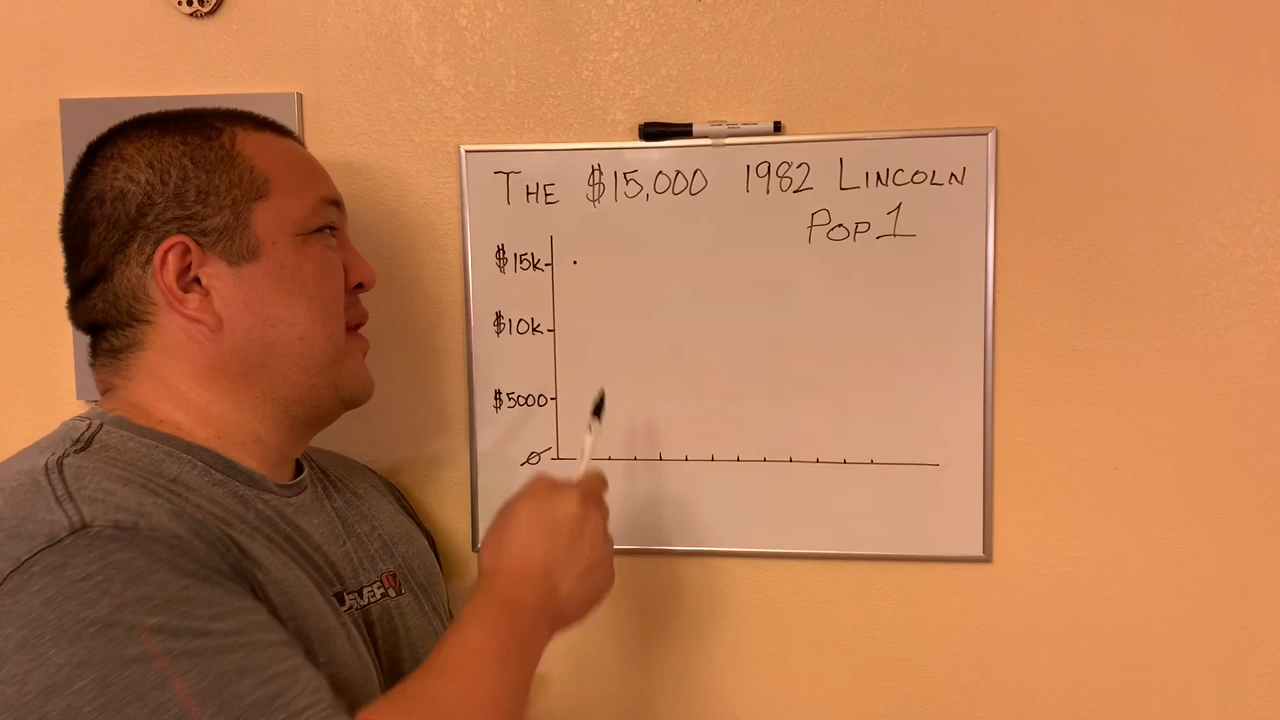 THE $15,000 1982 LINCOLN
POP 1
$15K
$10K
$5000
0